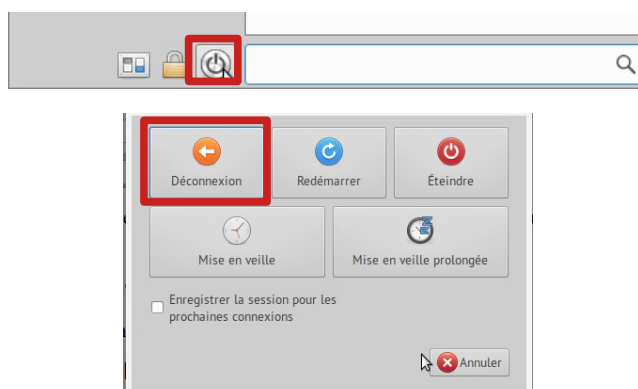 Déconnexion
Redémarrer
Éteindre
Mise en veille
Mise en veille prolongée
Enregistrer la session pour les
prochaines connexions
Annuler